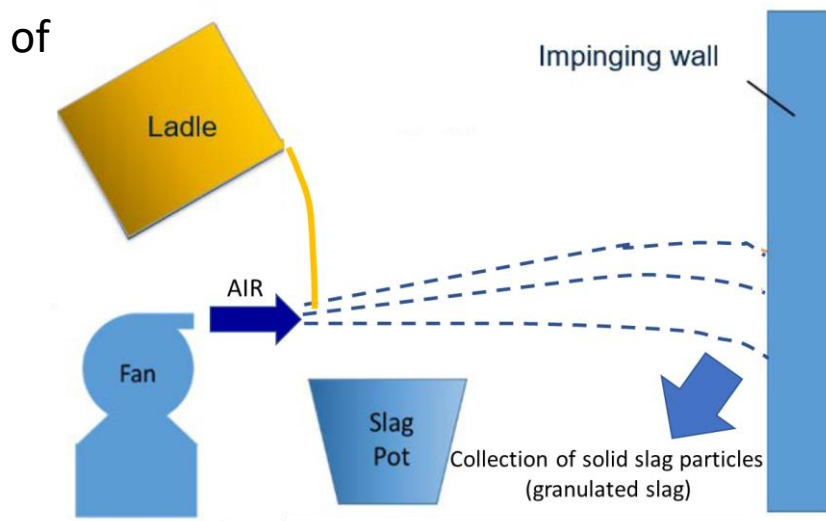 of
Impinging wall
Ladle
AIR
Fan
Slag
Pot
Collection of solid slag particles
(granulated slag)